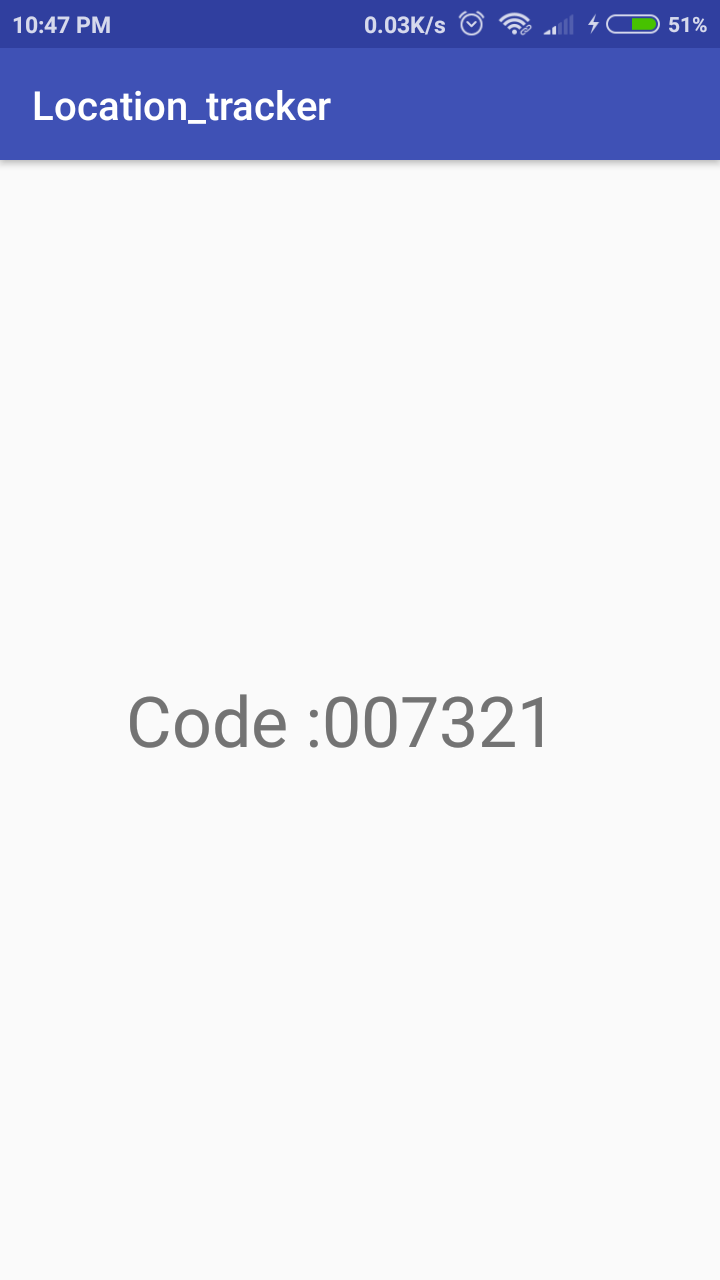 10:47 PM 0.03K/s 51%
Location_tracker
Code :007321